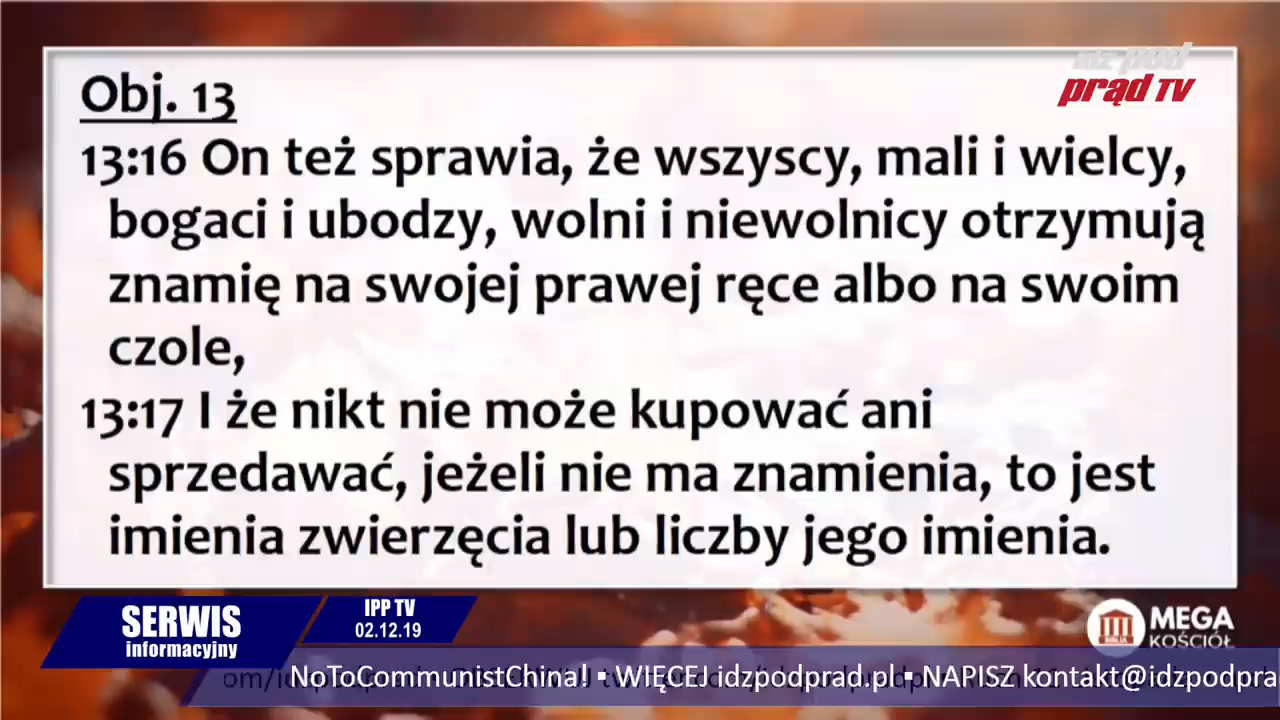 idź pod
prąd TV
Obj. 13
13:16 On też sprawia, że wszyscy, mali i wielcy,
bogaci i ubodzy, wolni i niewolnicy otrzymują
znamię na swojej prawej ręce albo na swoim
czole,
13:17 I że nikt nie może kupować ani
sprzedawać, jeżeli nie ma znamienia, to jest
imienia zwierzęcia lub liczby jego imienia.
SERWIS
informacyjny
IPP TV
02.12.19
BIBLIA
MEGA
KOŚCIÓŁ
NoToCommunistChina! ▪ WIĘCEJ idzpodprad.pl ▪ NAPISZ kontakt@idzpodpra